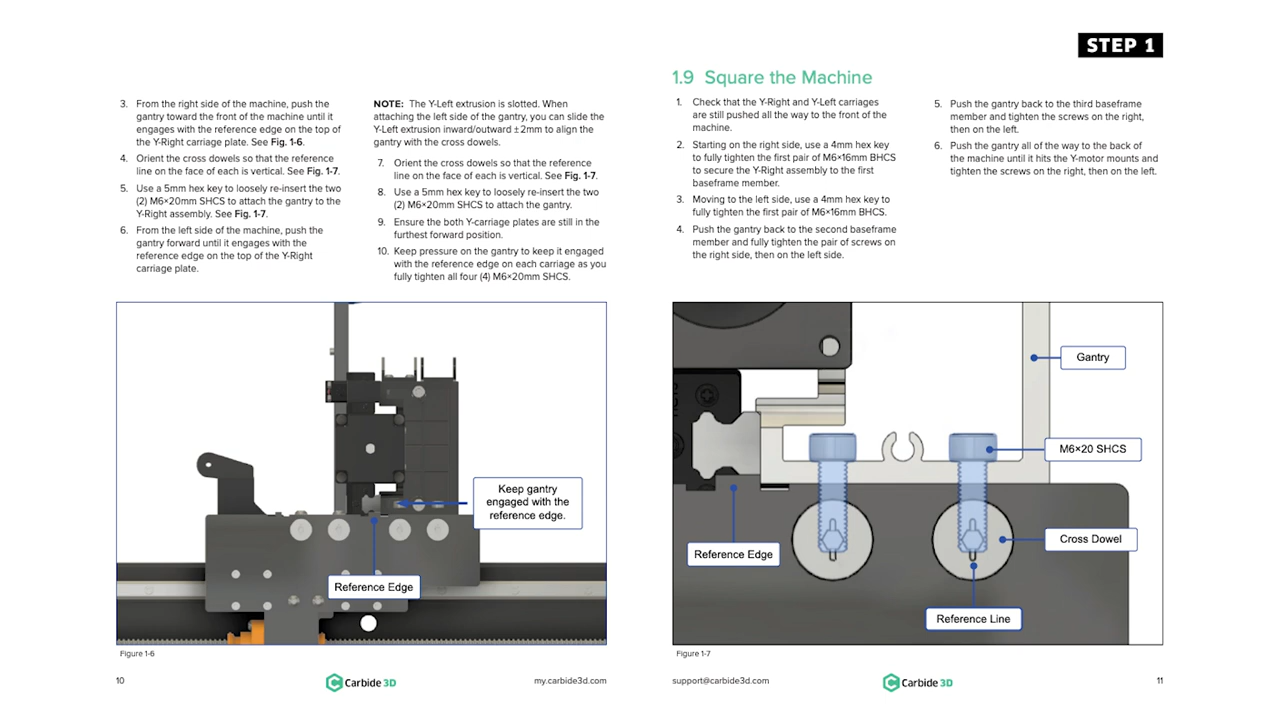 STEP 1
3. From the right side of the machine, push the
gantry toward the front of the machine until it
engages with the reference edge on the top of
the Y-Right carriage plate. See Fig. 1-6.
4. Orient the cross dowels so that the reference
line on the face of each is vertical. See Fig. 1-7.
5. Use a 5mm hex key to loosely re-insert the two
(2) M6×20mm SHCS to attach the gantry to the
Y-Right assembly. See Fig. 1-7.
6. From the left side of the machine, push the
gantry forward until it engages with the
reference edge on the top of the Y-Right
carriage plate.
NOTE: The Y-Left extrusion is slotted. When
attaching the left side of the gantry, you can slide the
Y-Left extrusion inward/outward ±2mm to align the
gantry with the cross dowels.
7. Orient the cross dowels so that the reference
line on the face of each is vertical. See Fig. 1-7.
8. Use a 5mm hex key to loosely re-insert the two
(2) M6×20mm SHCS to attach the gantry.
9. Ensure the both Y-carriage plates are still in the
furthest forward position.
10. Keep pressure on the gantry to keep it engaged
with the reference edge on each carriage as you
fully tighten all four (4) M6×20mm SHCS.
Keep gantry
engaged with the
reference edge.
Reference Edge
Figure 1-6
10
Carbide 3D
my.carbide3d.com
1.9 Square the Machine
1. Check that the Y-Right and Y-Left carriages
are still pushed all the way to the front of the
machine.
2. Starting on the right side, use a 4mm hex key
to fully tighten the first pair of M6×16mm BHCS
to secure the Y-Right assembly to the first
baseframe member.
3. Moving to the left side, use a 4mm hex key to
fully tighten the first pair of M6×16mm BHCS.
4. Push the gantry back to the second baseframe
member and fully tighten the pair of screws on
the right side, then on the left side.
5. Push the gantry back to the third baseframe
member and tighten the screws on the right,
then on the left.
6. Push the gantry all of the way to the back of
the machine until it hits the Y-motor mounts and
tighten the screws on the right, then on the left.
Gantry
M6×20 SHCS
Cross Dowel
Reference Edge
Reference Line
Figure 1-7
support@carbide3d.com
Carbide 3D
11